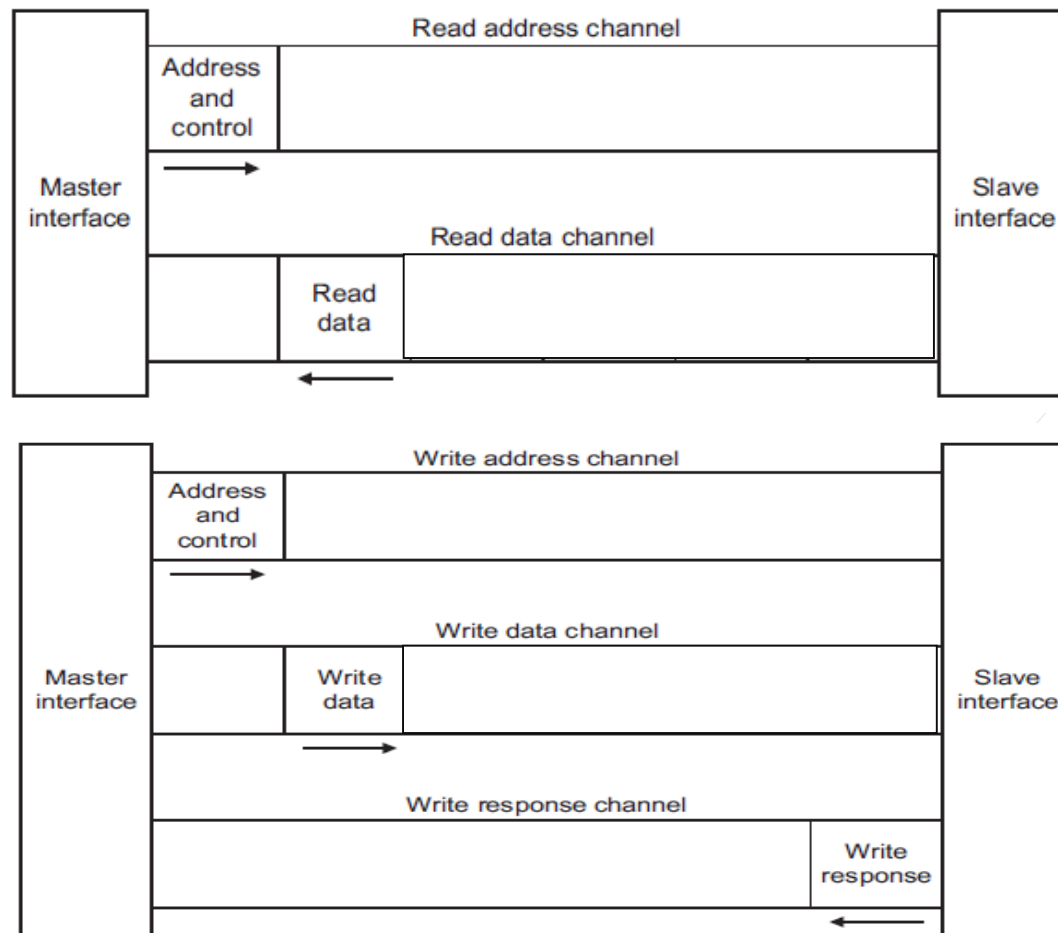 Read address channel
Address
and
control
Master
interface
Slave
interface
Read data channel
Read
data
Write address channel
Address
and
control
Write data channel
Master
interface
Write
data
Slave
interface
Write response channel
Write
response